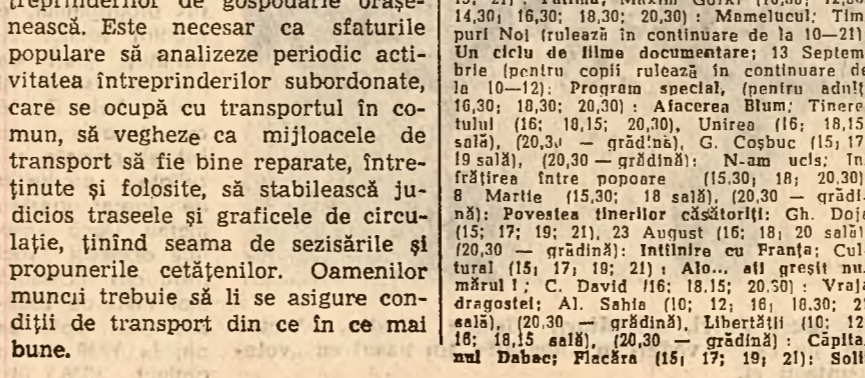 treprinderilor de gospodărie orășe-
nească. Este necesar ca sfaturile
populare să analizeze periodic acti-
vitatea întreprinderilor subordonate,
care se ocupă cu transportul în co-
mun, să vegheze ca mijloacele de
transport să fie bine reparate, între-
ținute și folosite, să stabilească ju-
dicios traseele și graficele de circu-
lație, ținînd seama de sezisările și
propunerile cetățenilor. Oamenilor
muncii trebuie să li se asigure con-
diții de transport din ce în ce mai
bune.
14,30; 16,30; 18,30; 20,30) : Mamelucul; Tim
puri Noi (rulează în continuare de la 10—21)
Un ciclu de filme documentare; 13 Septem
brie (pentru copii rulează în continuare de
la 10—12): Program special, (pentru adulț
16,30; 18,30; 20,30) : Afacerea Blum; Tinere
tului (16; 18,15; 20,30), Unirea (16; 18,15
sală), (20,30 — grădină), G. Coșbuc (15; 17
19 sală), (20,30 — grădină): N-am ucis; In
frățirea între popoare (15,30; 18; 20,30)
8 Martie (15,30; 18 sală), (20,30 — grădi-
nă): Povestea tinerilor căsătoriți; Gh. Doja
(15; 17; 19; 21), 23 August (16; 18; 20 sală)
(20,30 — grădină): Intîlnire cu Franța; Cul-
tural (15; 17; 19; 21) : Alo... ați greșit nu
mărul ! ; C. David (16; 18.15; 20,30) : Vraja
dragostei; Al. Sahia (10; 12; 16; 18.30; 2
sală), (20,30 — grădină), Libertății (10; 12
16; 18,15 sală), (20,30 — grădină) : Căpita
nul Dabac; Flacăra (15; 17; 19; 21): Soli